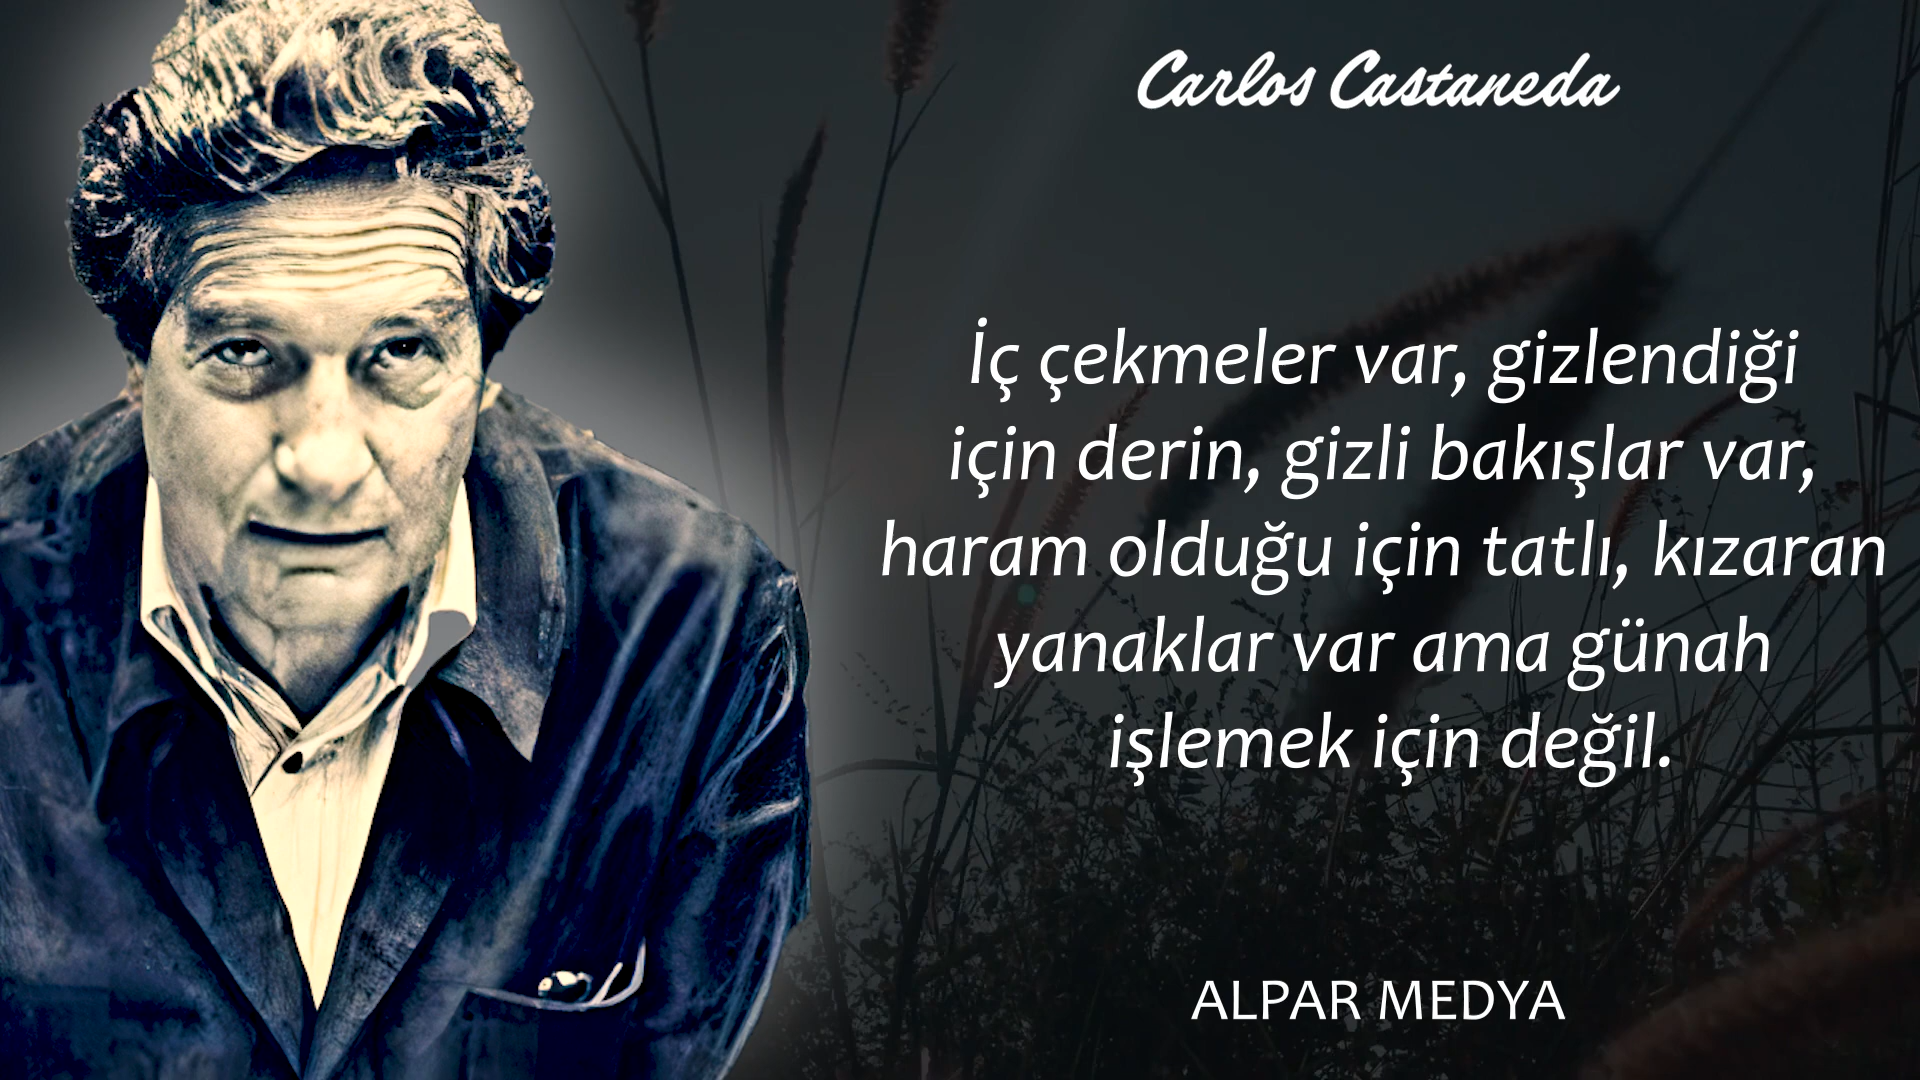 Carlos Castaneda
İç çekmeler var, gizlendiği
için derin, gizli bakışlar var,
haram olduğu için tatlı, kızaran
yanaklar var ama günah
işlemek için değil.
ALPAR MEDYA